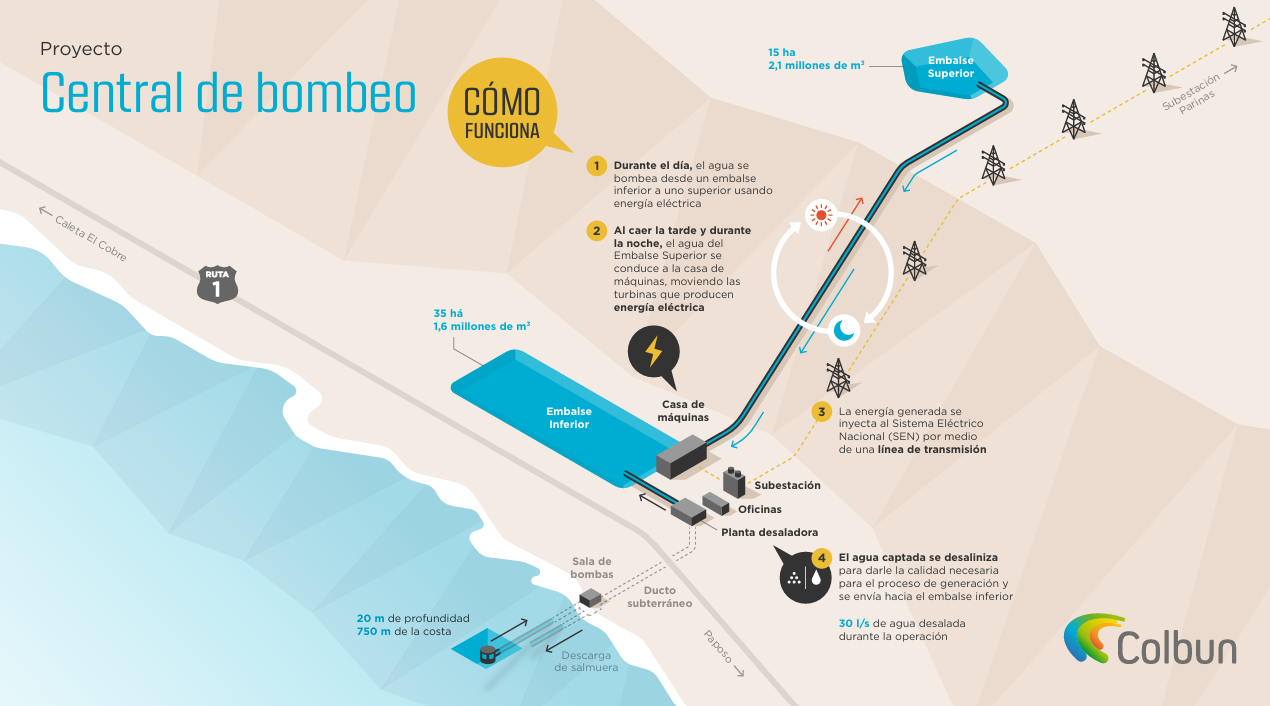 Proyecto
Central de bombeo
CÓMO
FUNCIONA
15 ha
2,1 millones de m³
Embalse
Superior
Subestación
Parinas
1
Durante el día, el agua se
bombea desde un embalse
inferior a uno superior usando
energía eléctrica
2
Al caer la tarde y durante
la noche, el agua del
Embalse Superior se
conduce a la casa de
máquinas, moviendo las
turbinas que producen
energía eléctrica
Caleta El Cobre
RUTA
1
35 há
1,6 millones de m³
Embalse
Inferior
Casa de
máquinas
3
La energía generada se
inyecta al Sistema Eléctrico
Nacional (SEN) por medio
de una línea de transmisión
Subestación
Oficinas
Planta desaladora
4
El agua captada se desaliniza
para darle la calidad necesaria
para el proceso de generación y
se envía hacia el embalse inferior
30 l/s de agua desalada
durante la operación
Sala de
bombas
Ducto
subterráneo
20 m de profundidad
750 m de la costa
Descarga
de salmuera
Paposo
Colbun